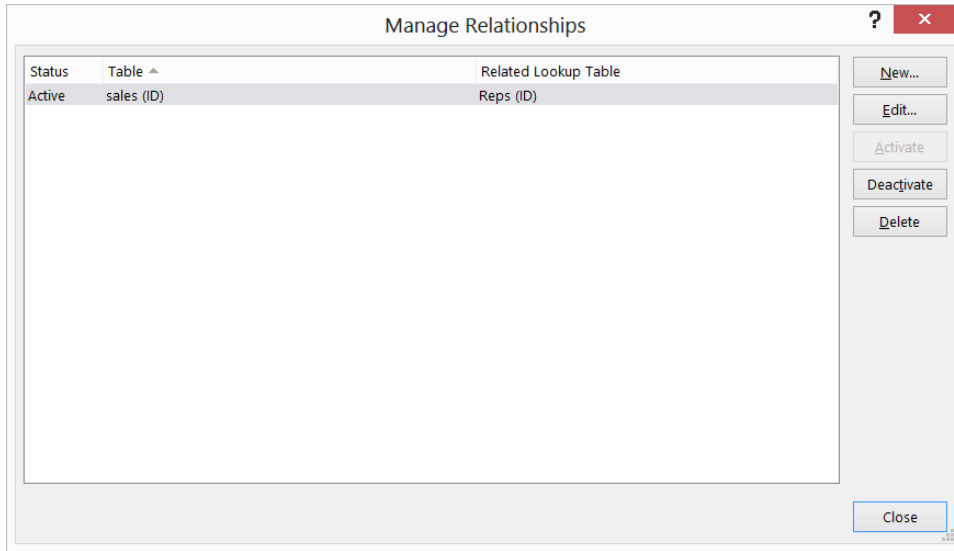 Manage Relationships
?
Status Table Related Lookup Table
Active sales (ID) Reps (ID)
New...
Edit...
Activate
Deactivate
Delete
Close